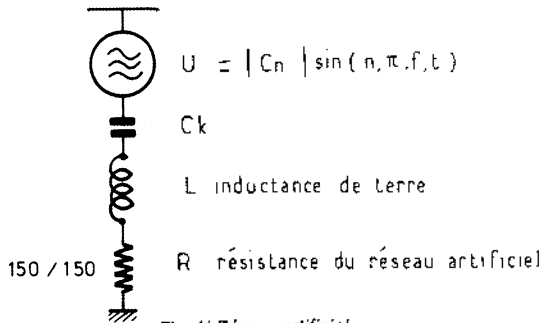 U = |Cn| sin(n,π.f,t)
Ck
L inductance de terre
150 / 150
R résistance du réseau artificiel